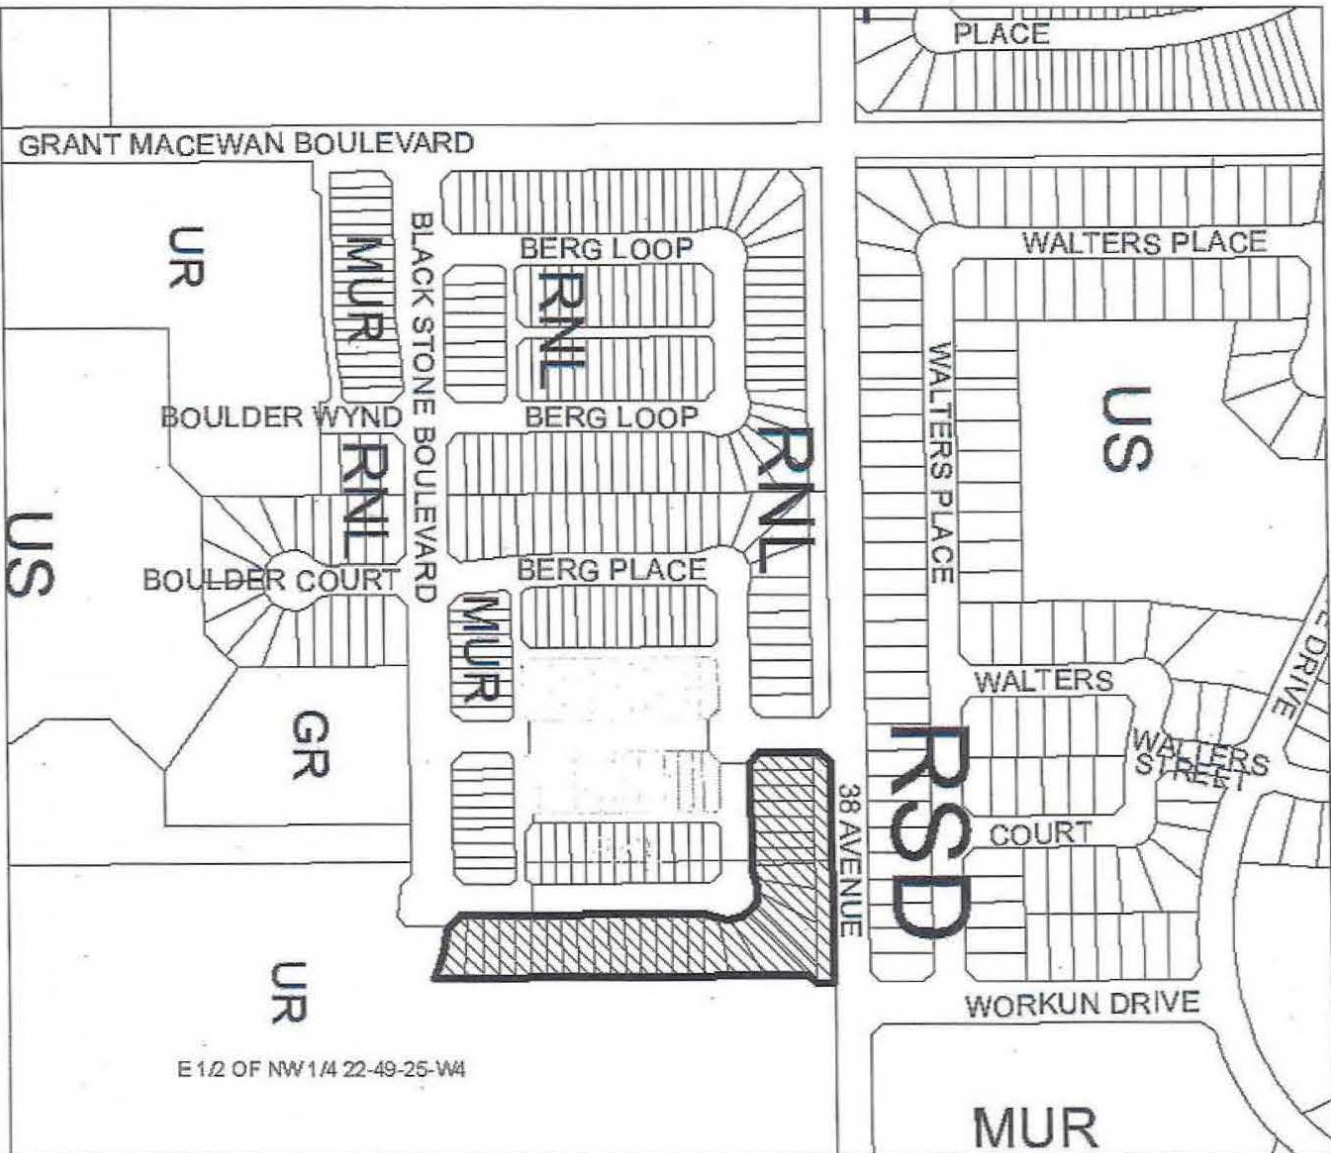 PLACE
GRANT MACEWAN BOULEVARD
UR
MUR
BLACK STONE BOULEVARD
BERG LOOP
RNL
WALTERS PLACE
WALTERS PLACE
US
BOULDER WYND
BERG LOOP
RNL
RNL
US
BOULDER COURT
BERG PLACE
MUR
E DRIVE
WALTERS
GR
RSD
WALTERS
STREET
38 AVENUE
COURT
UR
WORKUN DRIVE
E 1/2 OF NW 1/4 22-49-25-W4
MUR